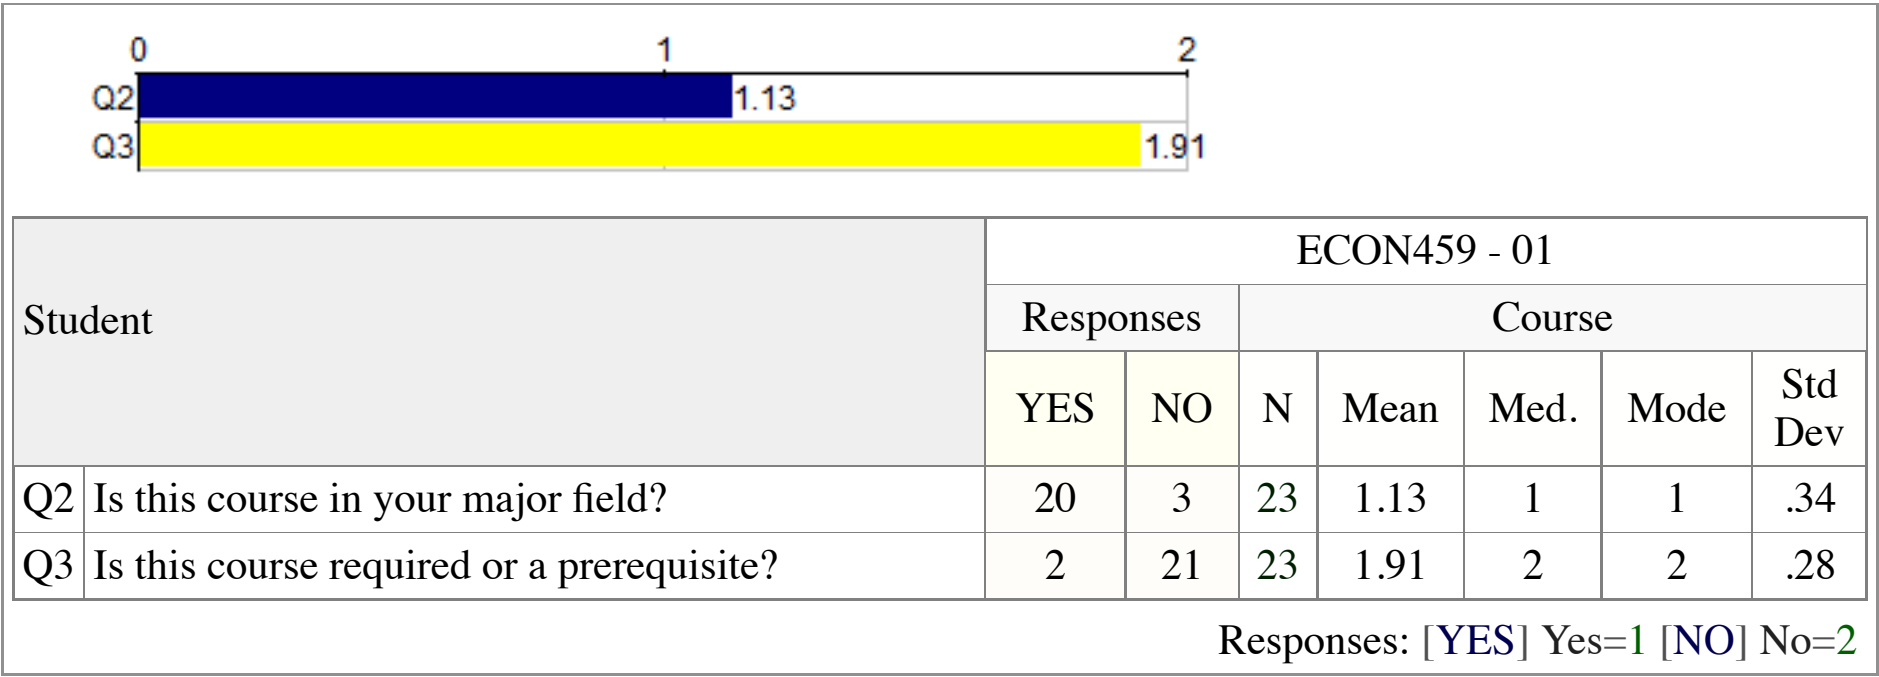 0 1 2
Q2 1.13
Q3 1.91
Student
ECON459 - 01
Responses Course
YES NO N Mean Med. Mode Std Dev
Q2 Is this course in your major field? 20 3 23 1.13 1 1 .34
Q3 Is this course required or a prerequisite? 2 21 23 1.91 2 2 .28
Responses: [YES] Yes=1 [NO] No=2